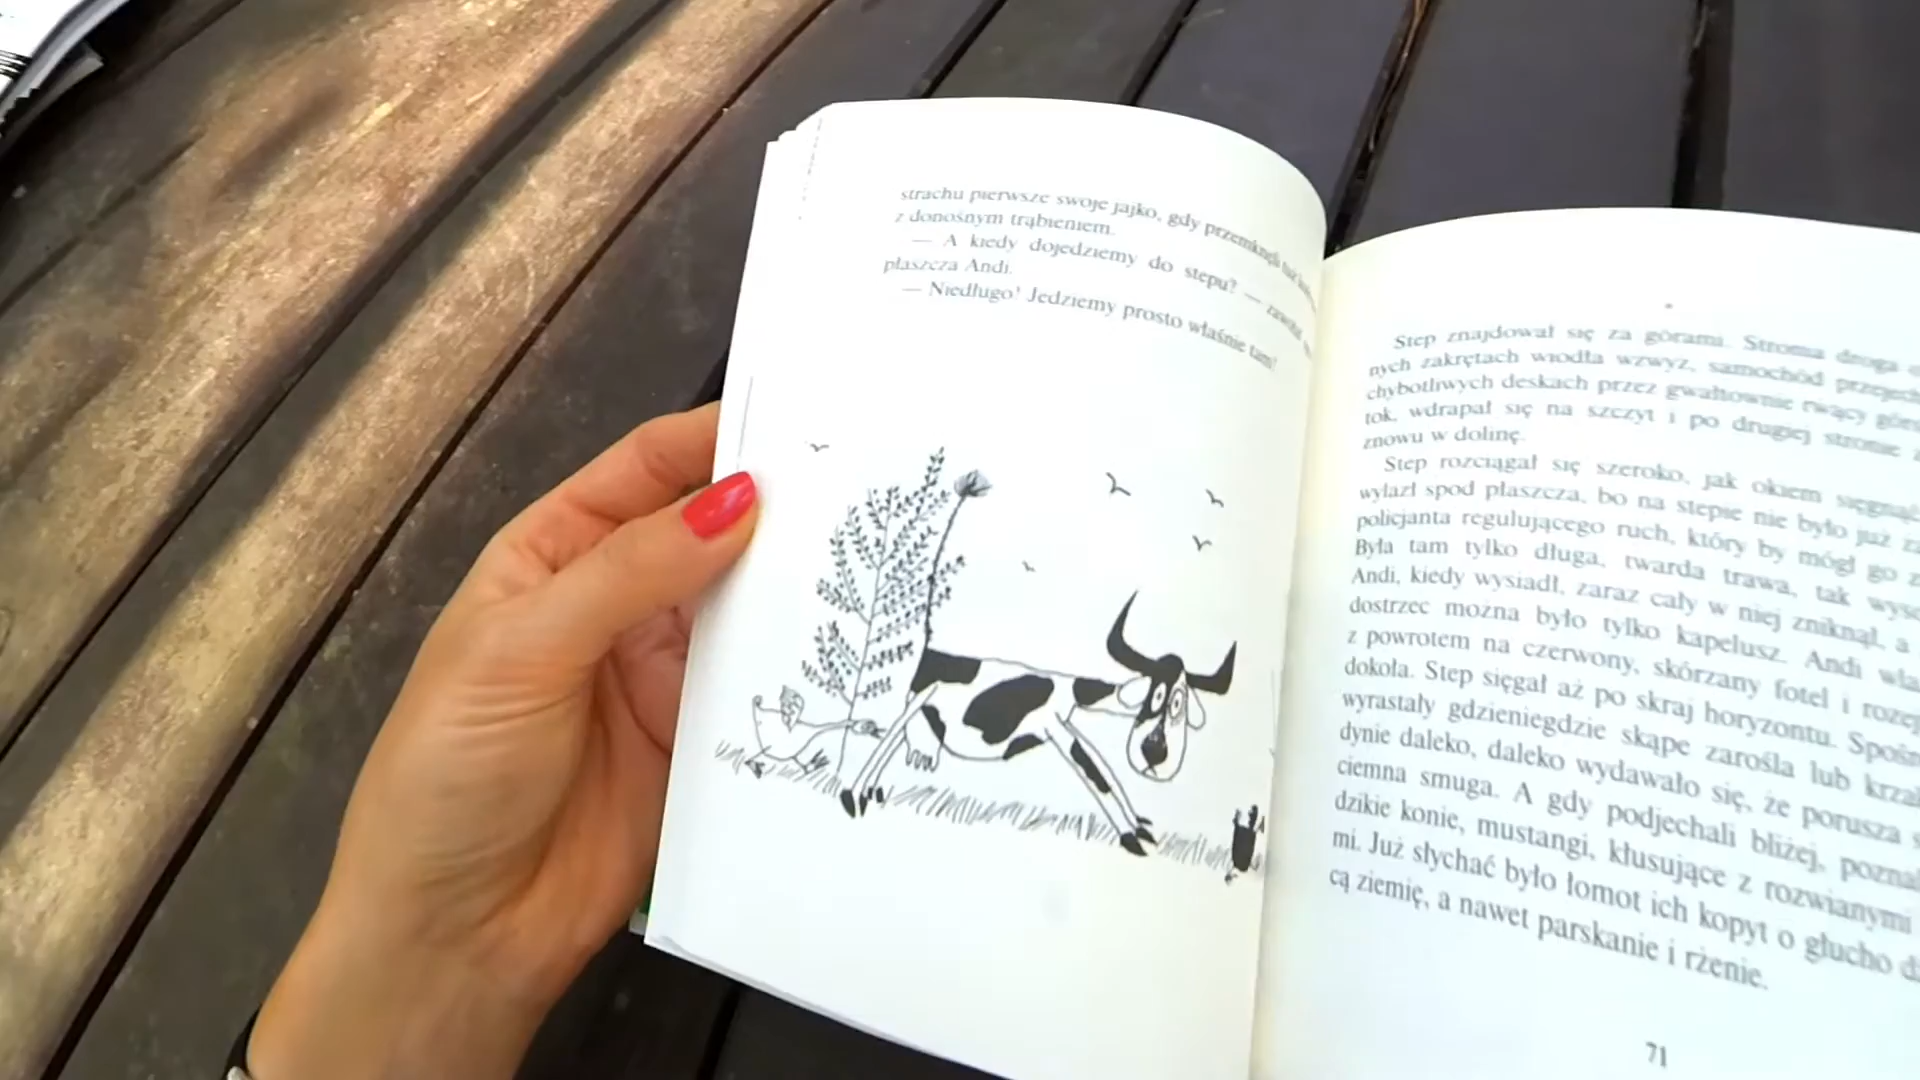 strachu pierwsze swoje jajko, gdy przemknęli tuż
z donośnym trąbieniem.
— A kiedy dojedziemy do stepu? — zawołał
płaszcza Andi.
— Niedługo! Jedziemy prosto właśnie tam!
Step znajdował się za górami. Stroma droga
nych zakrętach wiodła wzwyż, samochód
chybotliwych deskach przez gwałtownie rwący
tok, wdrapał się na szczyt i po drugiej stronie
znowu w dolinę.
Step rozciągał się szeroko, jak okiem sięgnąć
wylazł spod płaszcza, bo na stepie nie było już
policjanta regulującego ruch, który by mógł go
Była tam tylko długa, twarda trawa, tak
Andi, kiedy wysiadł, zaraz cały w niej zniknął, a
dostrzec można było tylko kapelusz. Andi
z powrotem na czerwony, skórzany fotel i
dokoła. Step sięgał aż po skraj horyzontu.
wyrastały gdzieniegdzie skąpe zarośla lub
dynie daleko, daleko wydawało się, że porusza
ciemna smuga. A gdy podjechali bliżej,
dzikie konie, mustangi, kłusujące z rozwianymi
mi. Już słychać było łomot ich kopyt o głucho
cą ziemię, a nawet parskanie i rżenie.
71